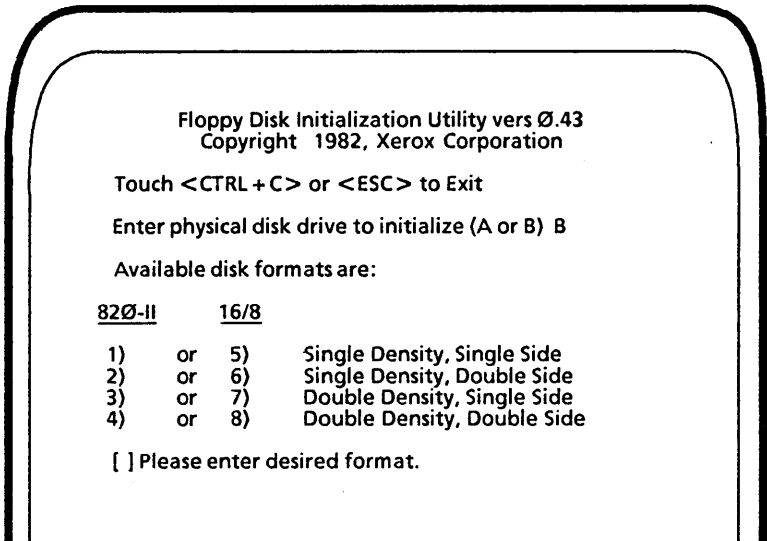 Floppy Disk Initialization Utility vers Ø.43
Copyright 1982, Xerox Corporation
Touch <CTRL + C> or <ESC> to Exit
Enter physical disk drive to initialize (A or B) B
Available disk formats are:
82Ø-II 16/8
1) or 5) Single Density, Single Side
2) or 6) Single Density, Double Side
3) or 7) Double Density, Single Side
4) or 8) Double Density, Double Side
[ ] Please enter desired format.